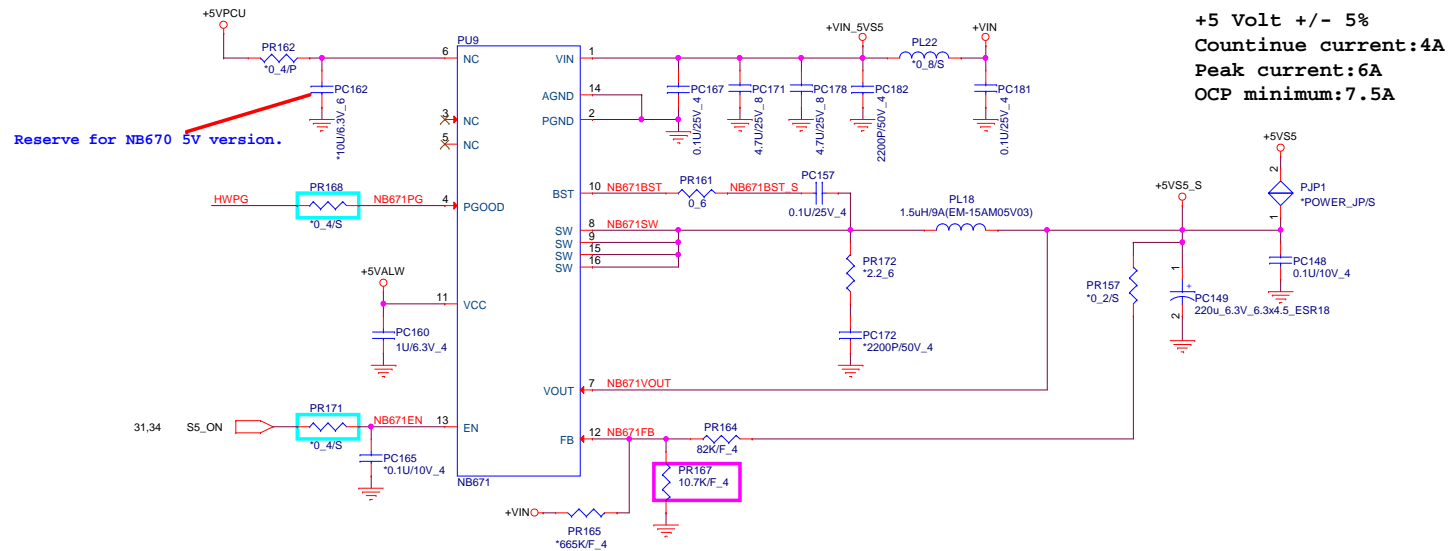 +5VPCU
PR162
*0_4/P
PC162
*10U/6.3V_6
Reserve for NB670 5V version.
HWPG
PR168
*0_4/S
NB671PG
+5VALW
PC160
1U/6.3V_4
31,34
S5_ON
PR171
*0_4/S
NB671EN
PC165
*0.1U/10V_4
PU9
6
NC
3
NC
5
NC
4
PGOOD
11
VCC
13
EN
NB671
VIN
1
AGND
14
PGND
2
BST
10
SW
8
SW
9
SW
15
SW
16
VOUT
7
FB
12
+VIN_5VS5
+VIN
PL22
*0_8/S
PC167
0.1U/25V_4
PC171
4.7U/25V_8
PC178
4.7U/25V_8
PC182
2200P/50V_4
PC181
0.1U/25V_4
NB671BST
PR161
0_6
NB671BST_S
PC157
0.1U/25V_4
NB671SW
PL18
1.5uH/9A(EM-15AM05V03)
PR172
*2.2_6
PC172
*2200P/50V_4
NB671VOUT
NB671FB
PR164
82K/F_4
PR167
10.7K/F_4
+VIN
PR165
*665K/F_4
PR157
*0_2/S
+5VS5_S
1
+
PC149
220u_6.3V_6.3x4.5_ESR18
2
+5VS5
2
PJP1
*POWER_JP/S
1
PC148
0.1U/10V_4
+5 Volt +/- 5%
Countinue current:4A
Peak current:6A
OCP minimum:7.5A